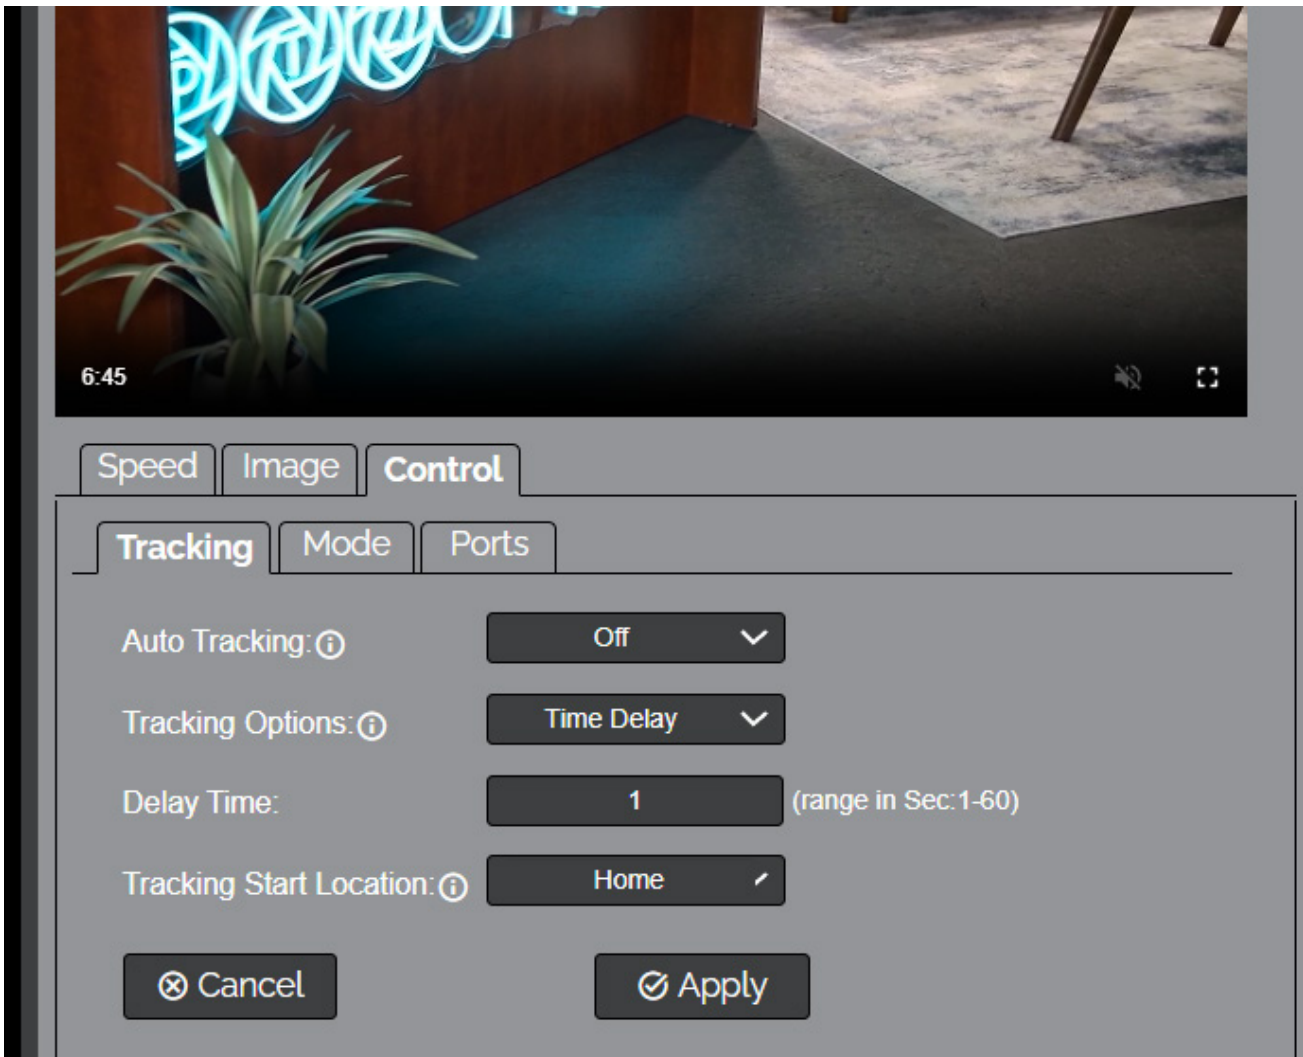 6:45
Speed Image Control
Tracking Mode Ports
Auto Tracking: Off
Tracking Options: Time Delay
Delay Time: 1 (range in Sec:1-60)
Tracking Start Location: Home
Cancel Apply